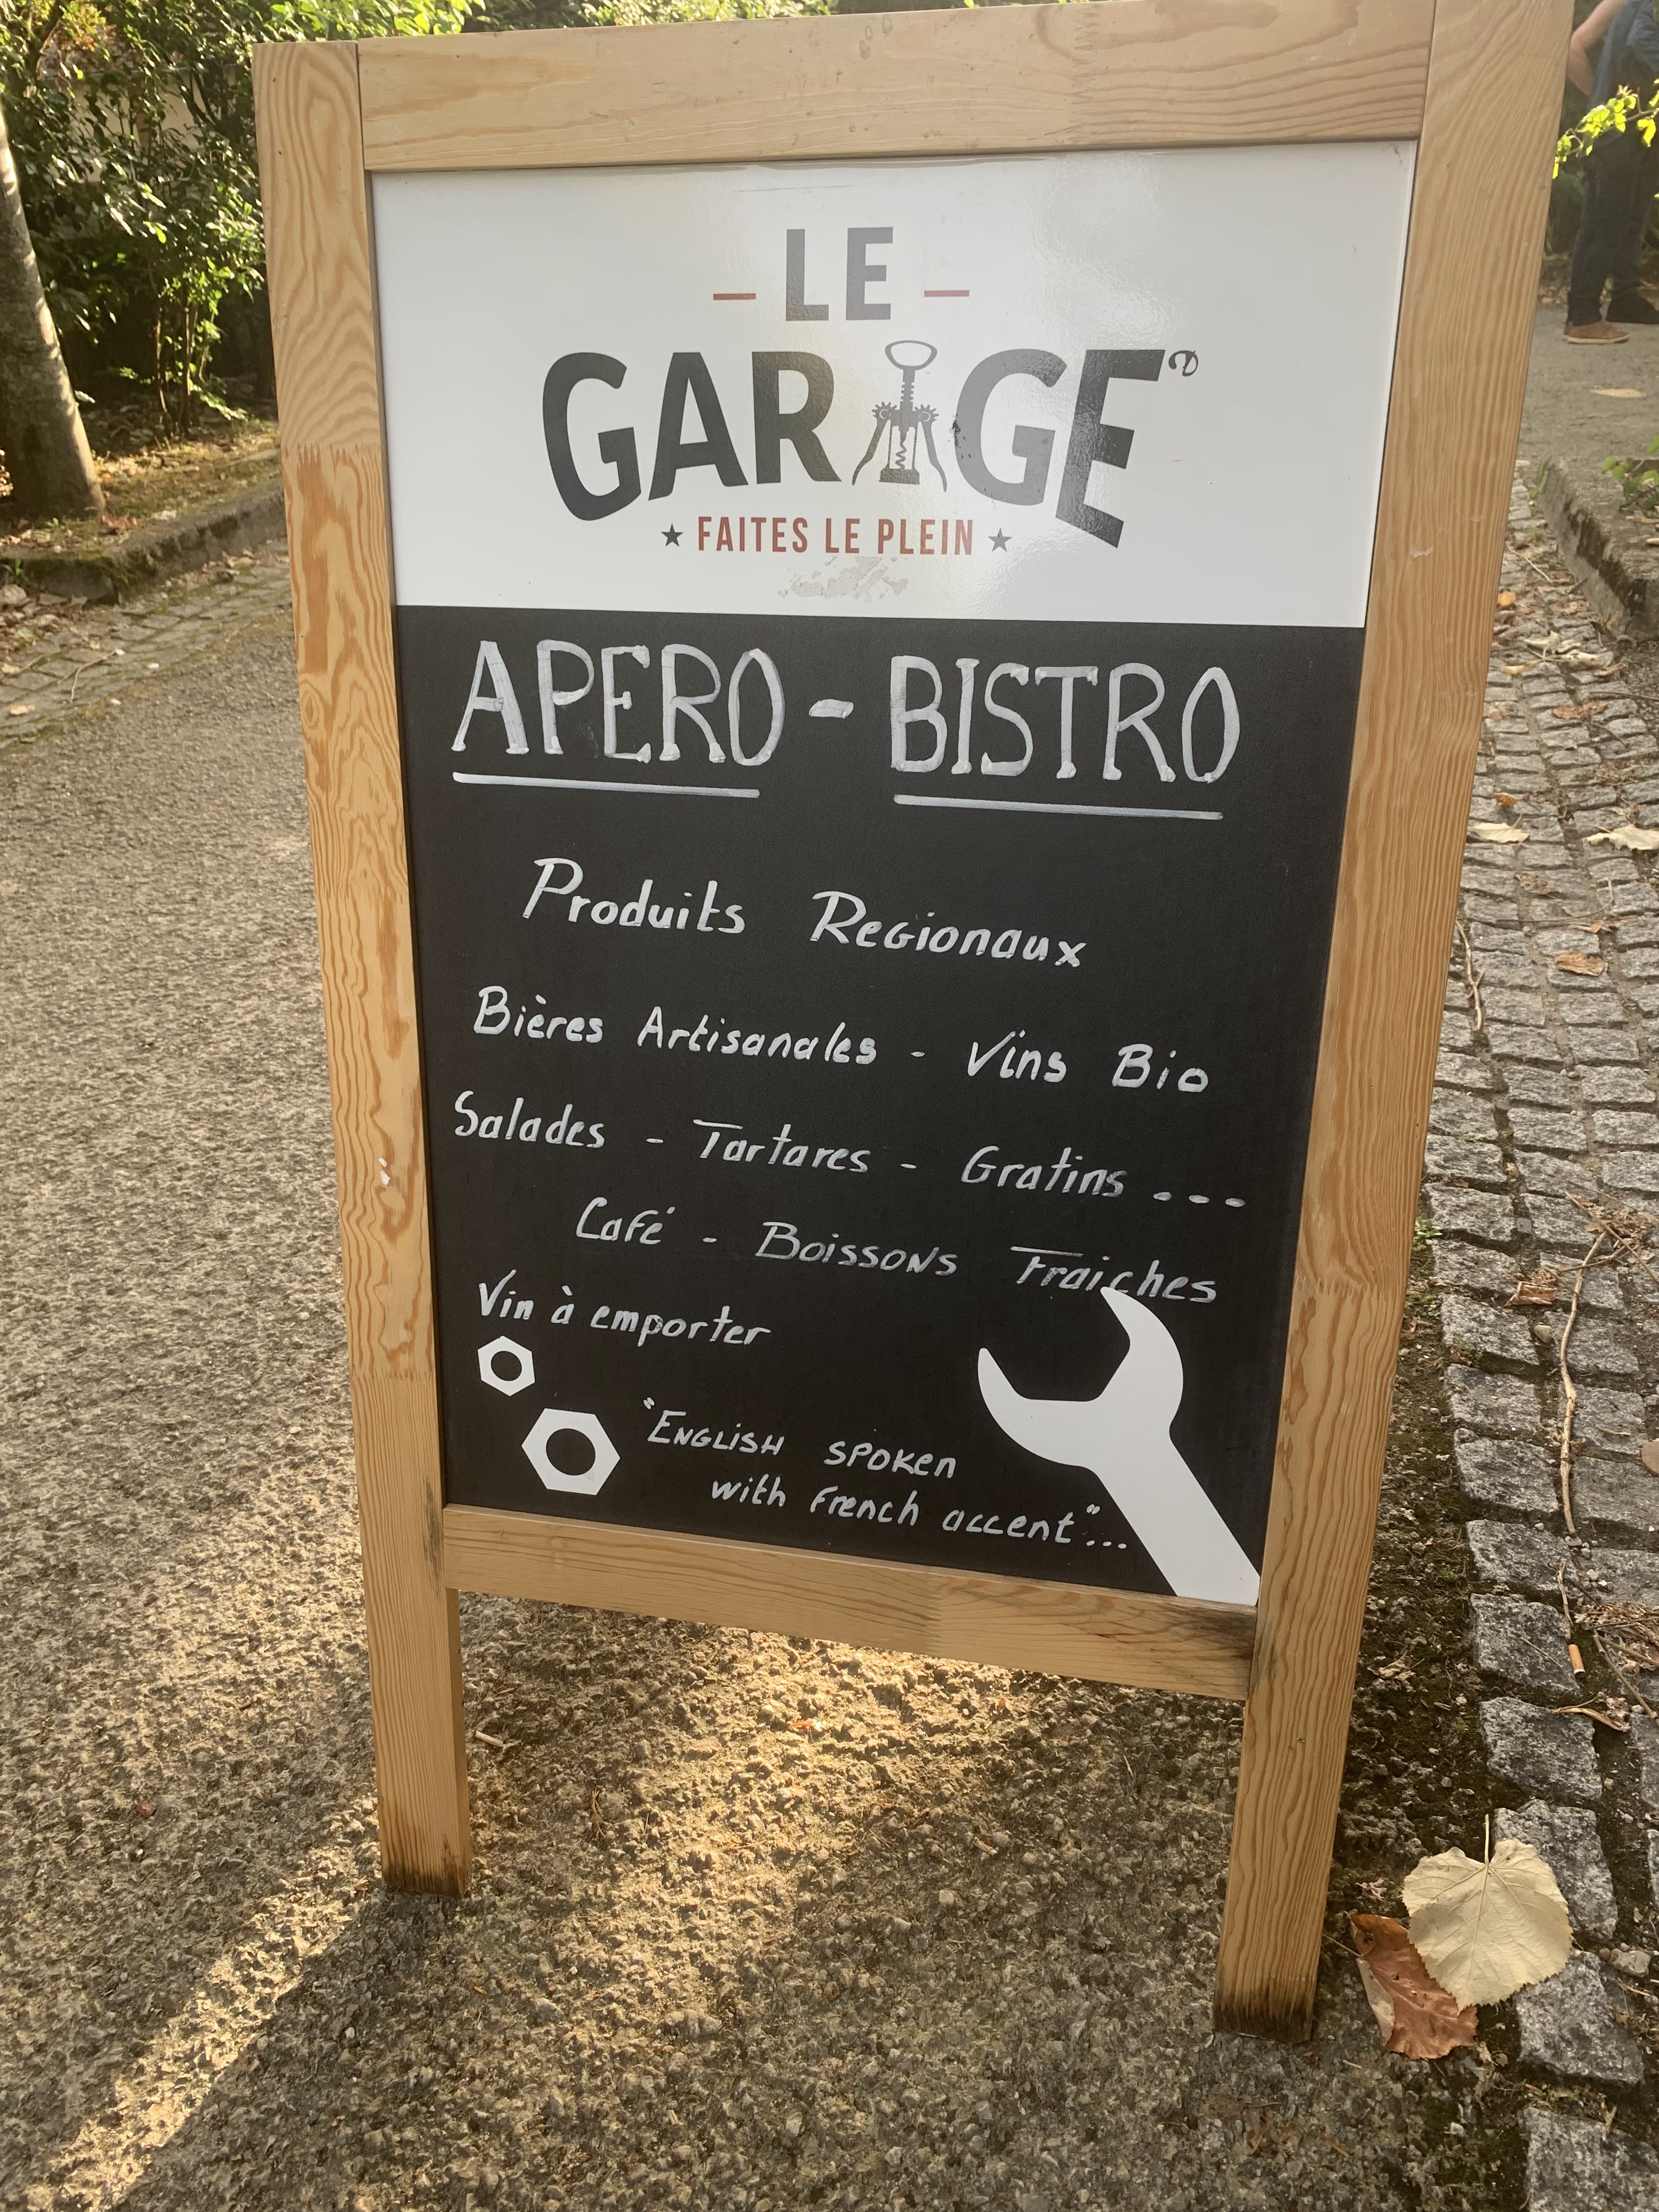 - LE -
GARAGE
★ FAITES LE PLEIN ★
APERO - BISTRO
Produits Regionaux
Bières Artisanales - Vins Bio
Salades - Tartares - Gratins ...
Café - Boissons Fraiches
Vin à emporter
"English spoken
with French accent"...